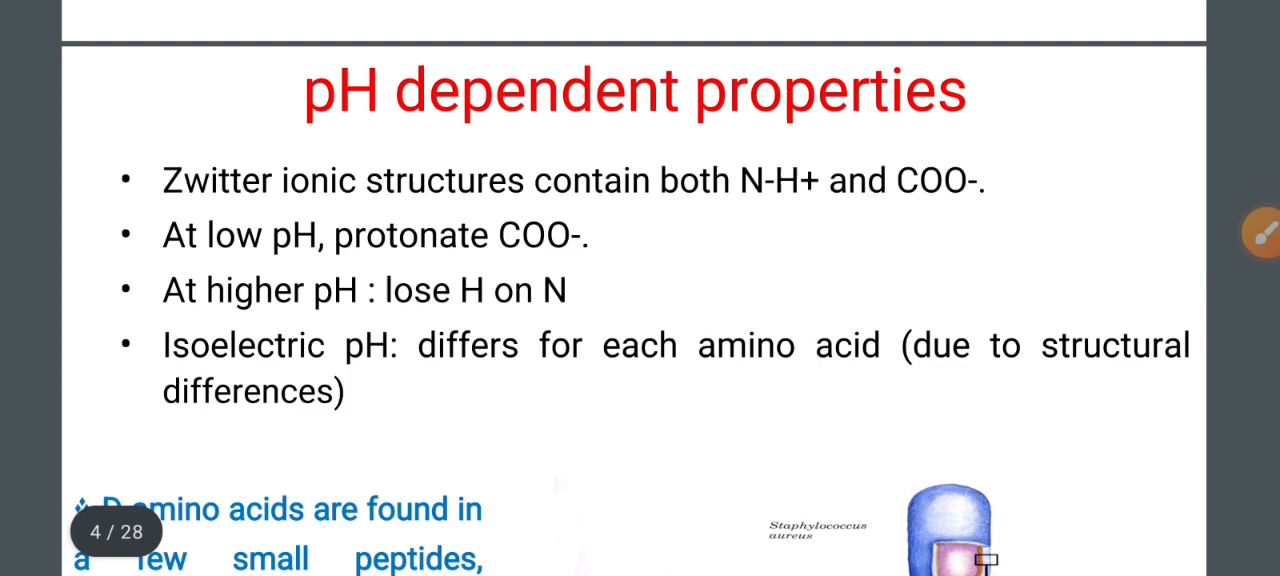 pH dependent properties
• Zwitter ionic structures contain both N-H+ and COO-.
• At low pH, protonate COO-.
• At higher pH : lose H on N
• Isoelectric pH: differs for each amino acid (due to structural
differences)
amino acids are found in
a few small peptides,
4 / 28
Staphylococcus
aureus